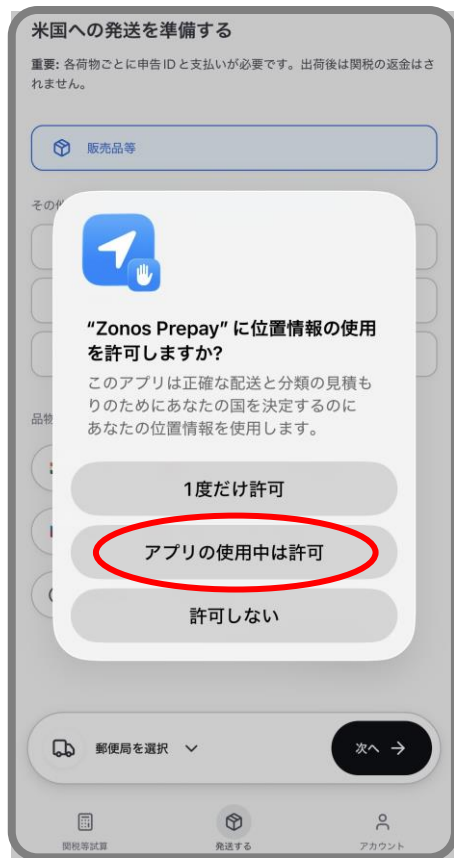 米国への発送を準備する
重要: 各荷物ごとに申告IDと支払いが必要です。出荷後は関税の返金はさ
れません。
販売品等
その他
“Zonos Prepay” に位置情報の使用
を許可しますか?
このアプリは正確な配送と分類の見積も
りのためにあなたの国を決定するのに
あなたの位置情報を使用します。
品物
1度だけ許可
アプリの使用中は許可
許可しない
郵便局を選択
次へ
関税等試算
発送する
アカウント